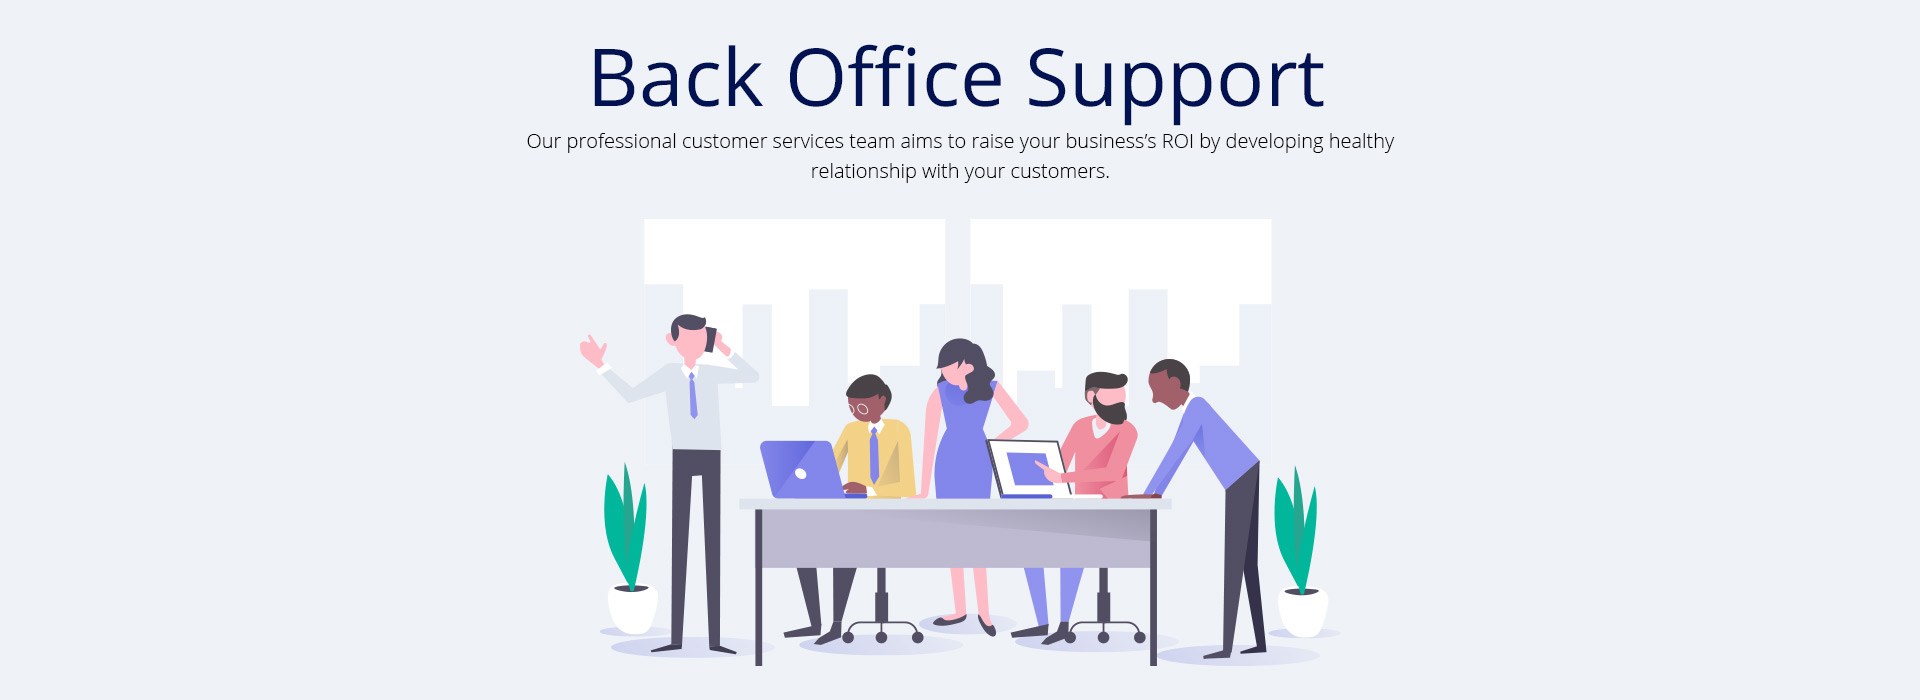 Back Office Support
Our professional customer services team aims to raise your business’s ROI by developing healthy
relationship with your customers.